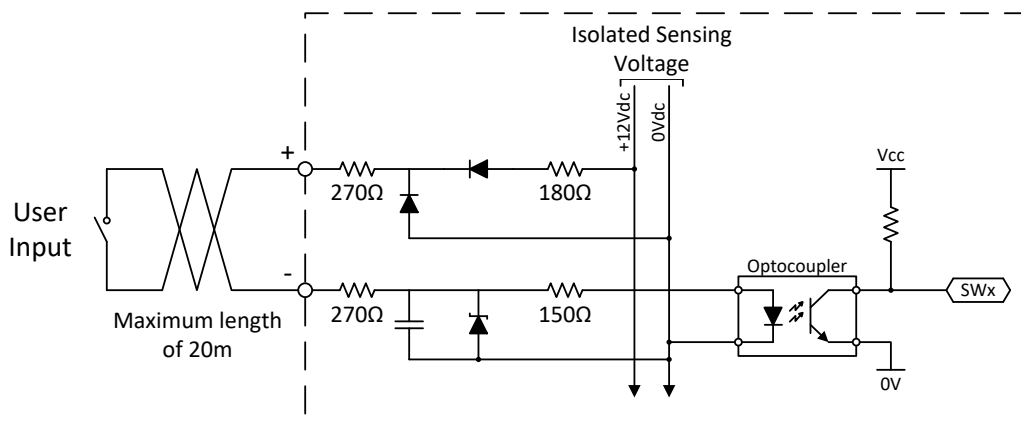 Isolated Sensing
Voltage
+12Vdc
0Vdc
Vcc
+
270Ω
180Ω
User
Input
-
270Ω
150Ω
Optocoupler
SWx
Maximum length
of 20m
0V